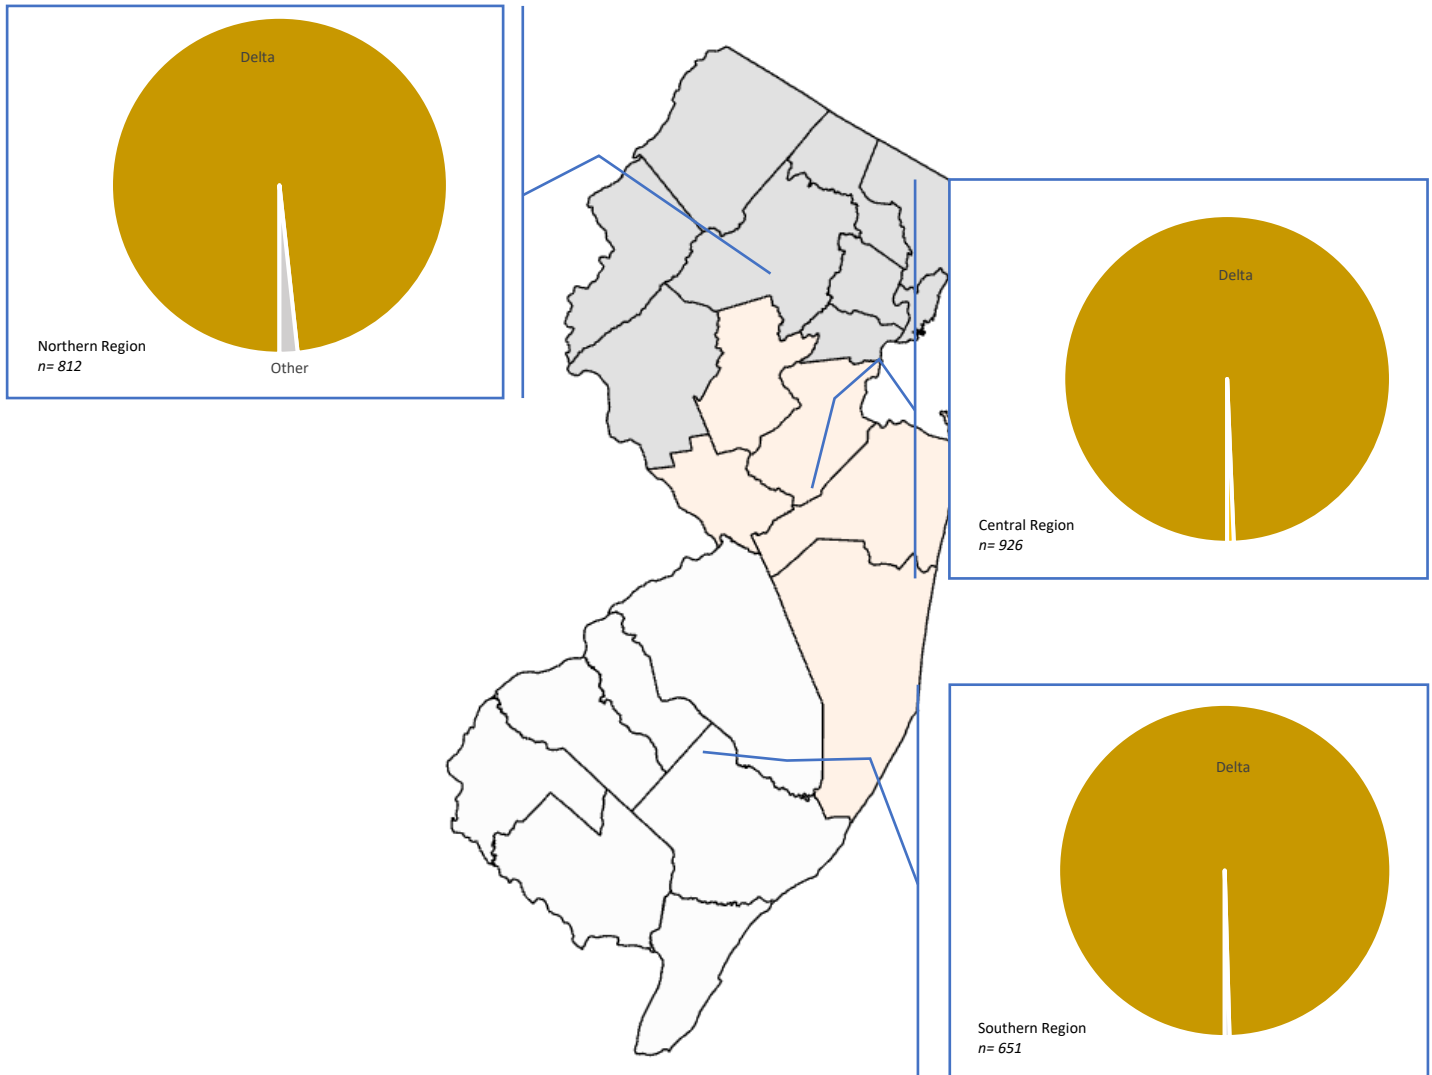 Delta
Northern Region
n= 812
Other
Delta
Central Region
n= 926
Delta
Southern Region
n= 651